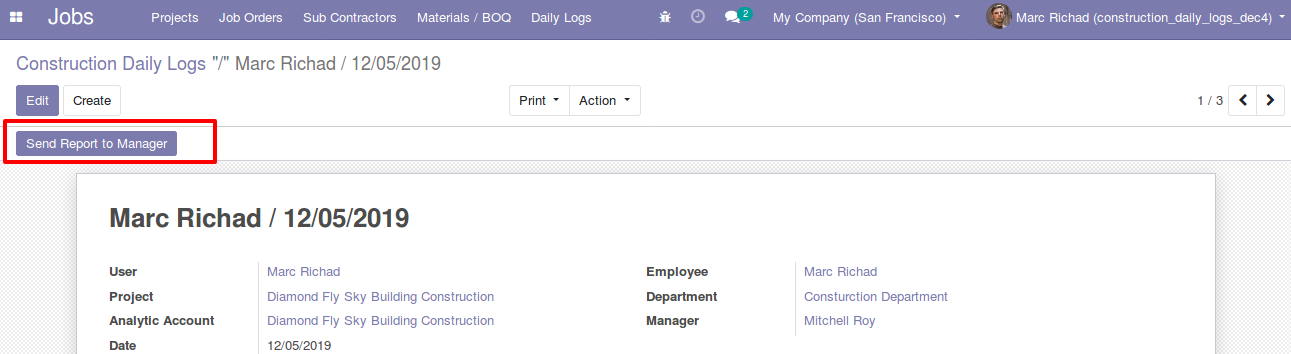 Jobs Projects Job Orders Sub Contractors Materials / BOQ Daily Logs 2 My Company (San Francisco) Marc Richad (construction_daily_logs_dec4)
Construction Daily Logs "/" Marc Richad / 12/05/2019
Edit Create Print Action 1 / 3
Send Report to Manager
Marc Richad / 12/05/2019
User Marc Richad Employee Marc Richad
Project Diamond Fly Sky Building Construction Department Consturction Department
Analytic Account Diamond Fly Sky Building Construction Manager Mitchell Roy
Date 12/05/2019